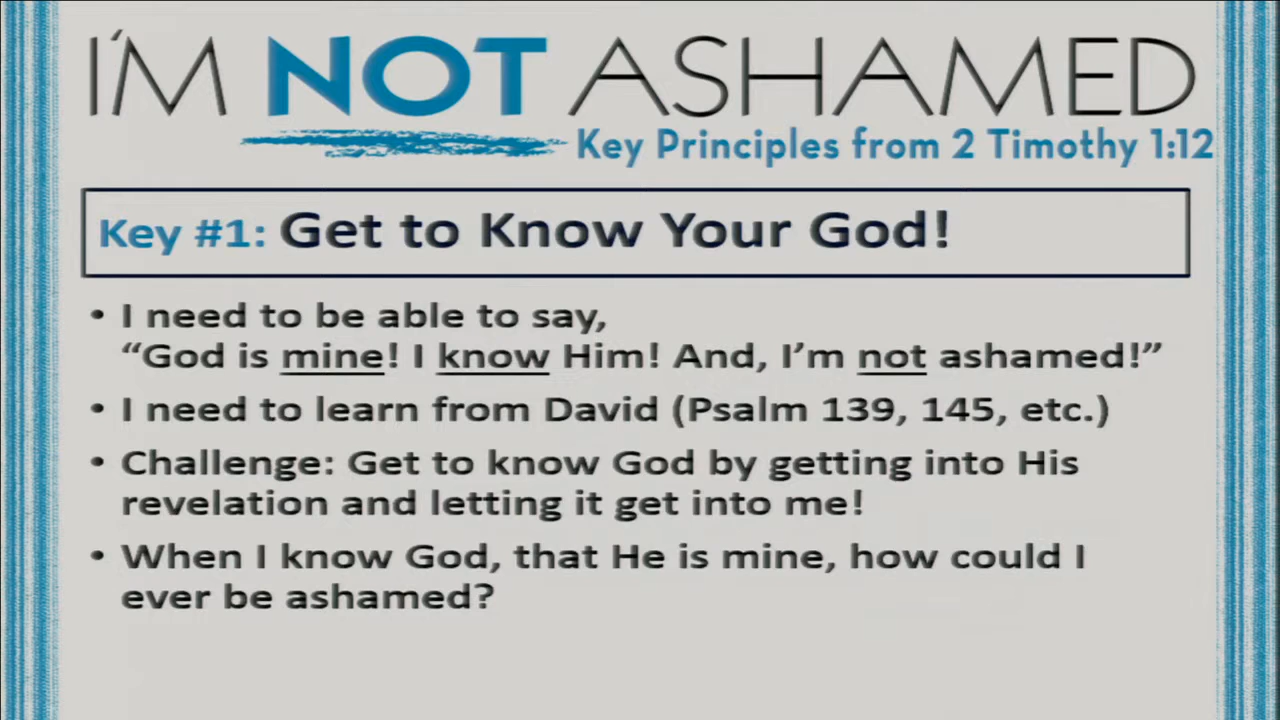 I'M NOT ASHAMED
Key Principles from 2 Timothy 1:12
Key #1: Get to Know Your God!
• I need to be able to say,
“God is mine! I know Him! And, I’m not ashamed!”
• I need to learn from David (Psalm 139, 145, etc.)
• Challenge: Get to know God by getting into His
revelation and letting it get into me!
• When I know God, that He is mine, how could I
ever be ashamed?